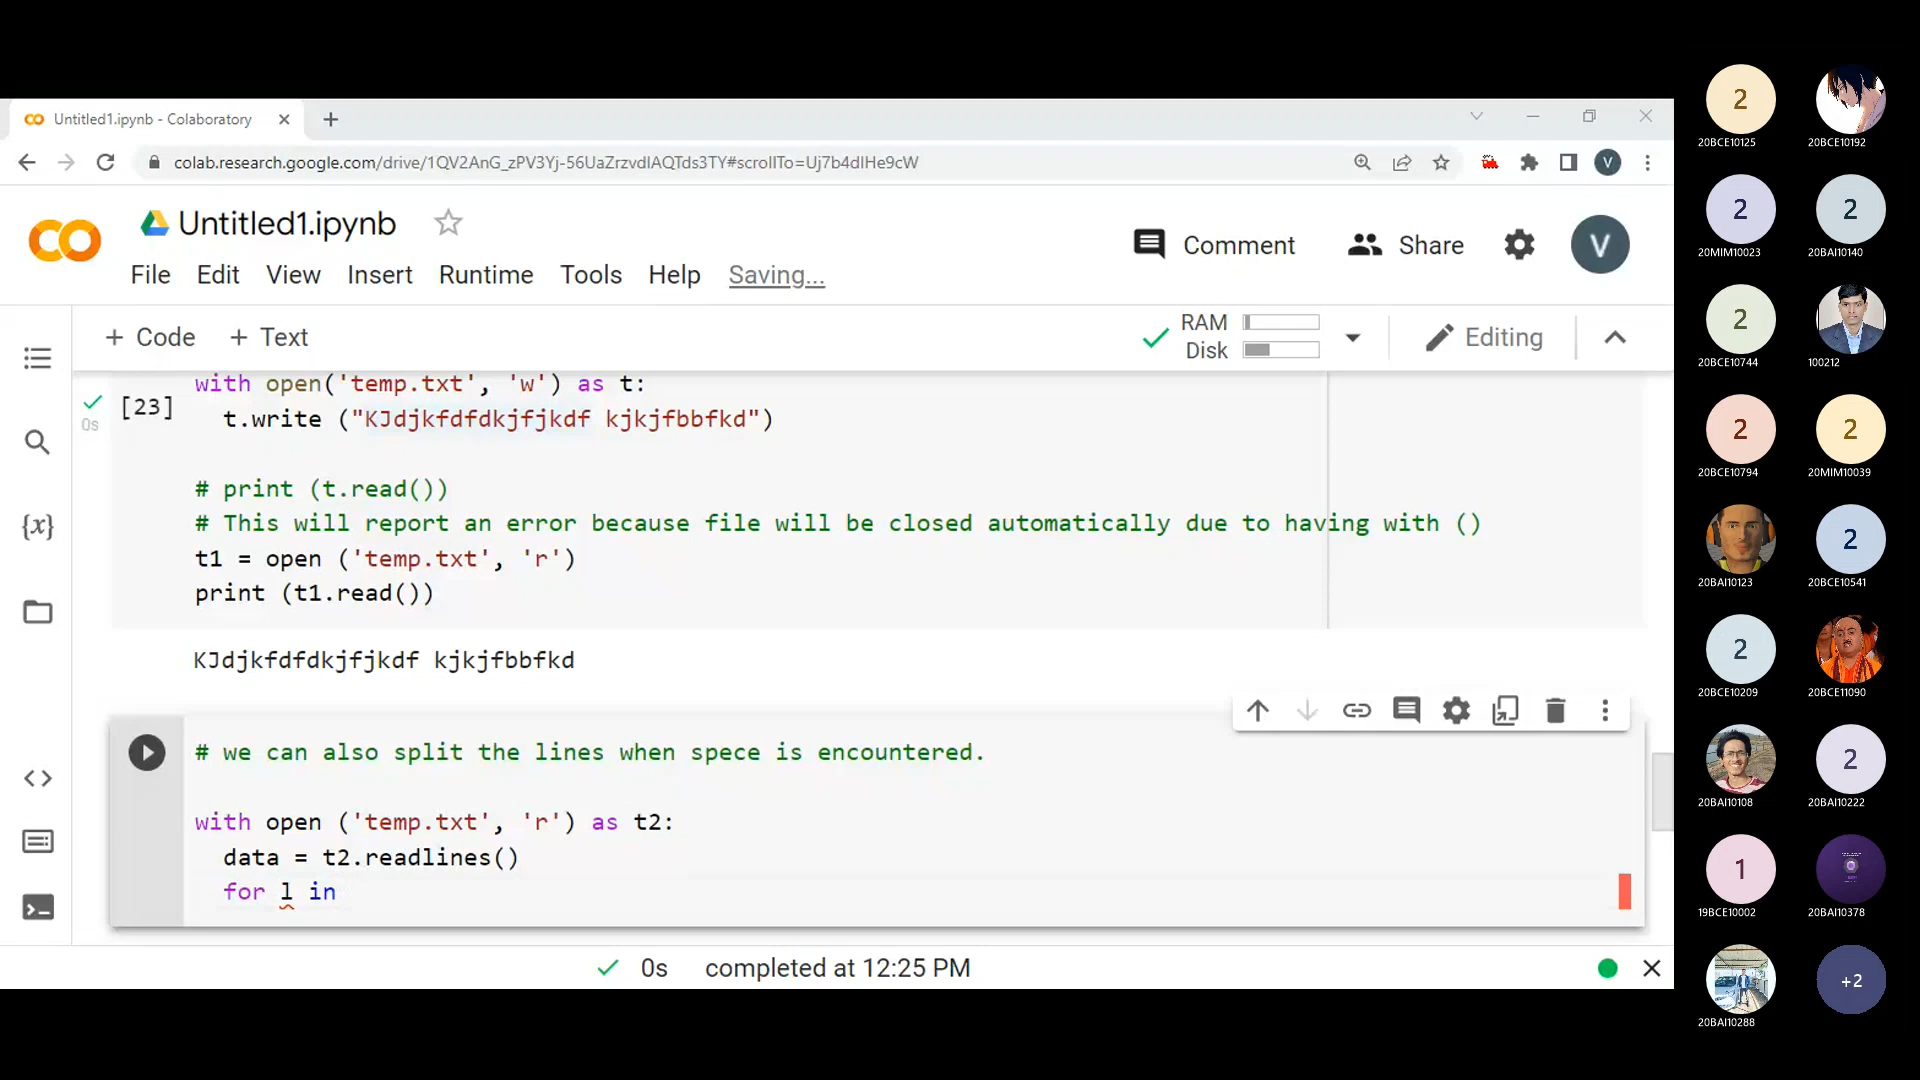 Untitled1.ipynb - Colaboratory
colab.research.google.com/drive/1QV2AnG_zPV3Yj-56UaZrzvdIAQTds3TY#scrollTo=Uj7b4dIHe9cW
V
Untitled1.ipynb
Comment
Share
V
File Edit View Insert Runtime Tools Help Saving...
+ Code + Text
RAM
Disk
Editing
with open('temp.txt', 'w') as t:
[23]
0s
t.write ("KJdjkfdfdkjfjkdf kjkjfbbfkd")
# print (t.read())
# This will report an error because file will be closed automatically due to having with ()
t1 = open ('temp.txt', 'r')
print (t1.read())
KJdjkfdfdkjfjkdf kjkjfbbfkd
# we can also split the lines when spece is encountered.
with open ('temp.txt', 'r') as t2:
data = t2.readlines()
for l in
0s completed at 12:25 PM
2
20BCE10125 20BCE10192
2 2
20MIM10023 20BAI10140
2
20BCE10744 100212
2 2
20BCE10794 20MIM10039
2
20BAI10123 20BCE10541
2
20BCE10209 20BCE11090
2
20BAI10108 20BAI10222
1
19BCE10002 20BAI10378
+2
20BAI10288